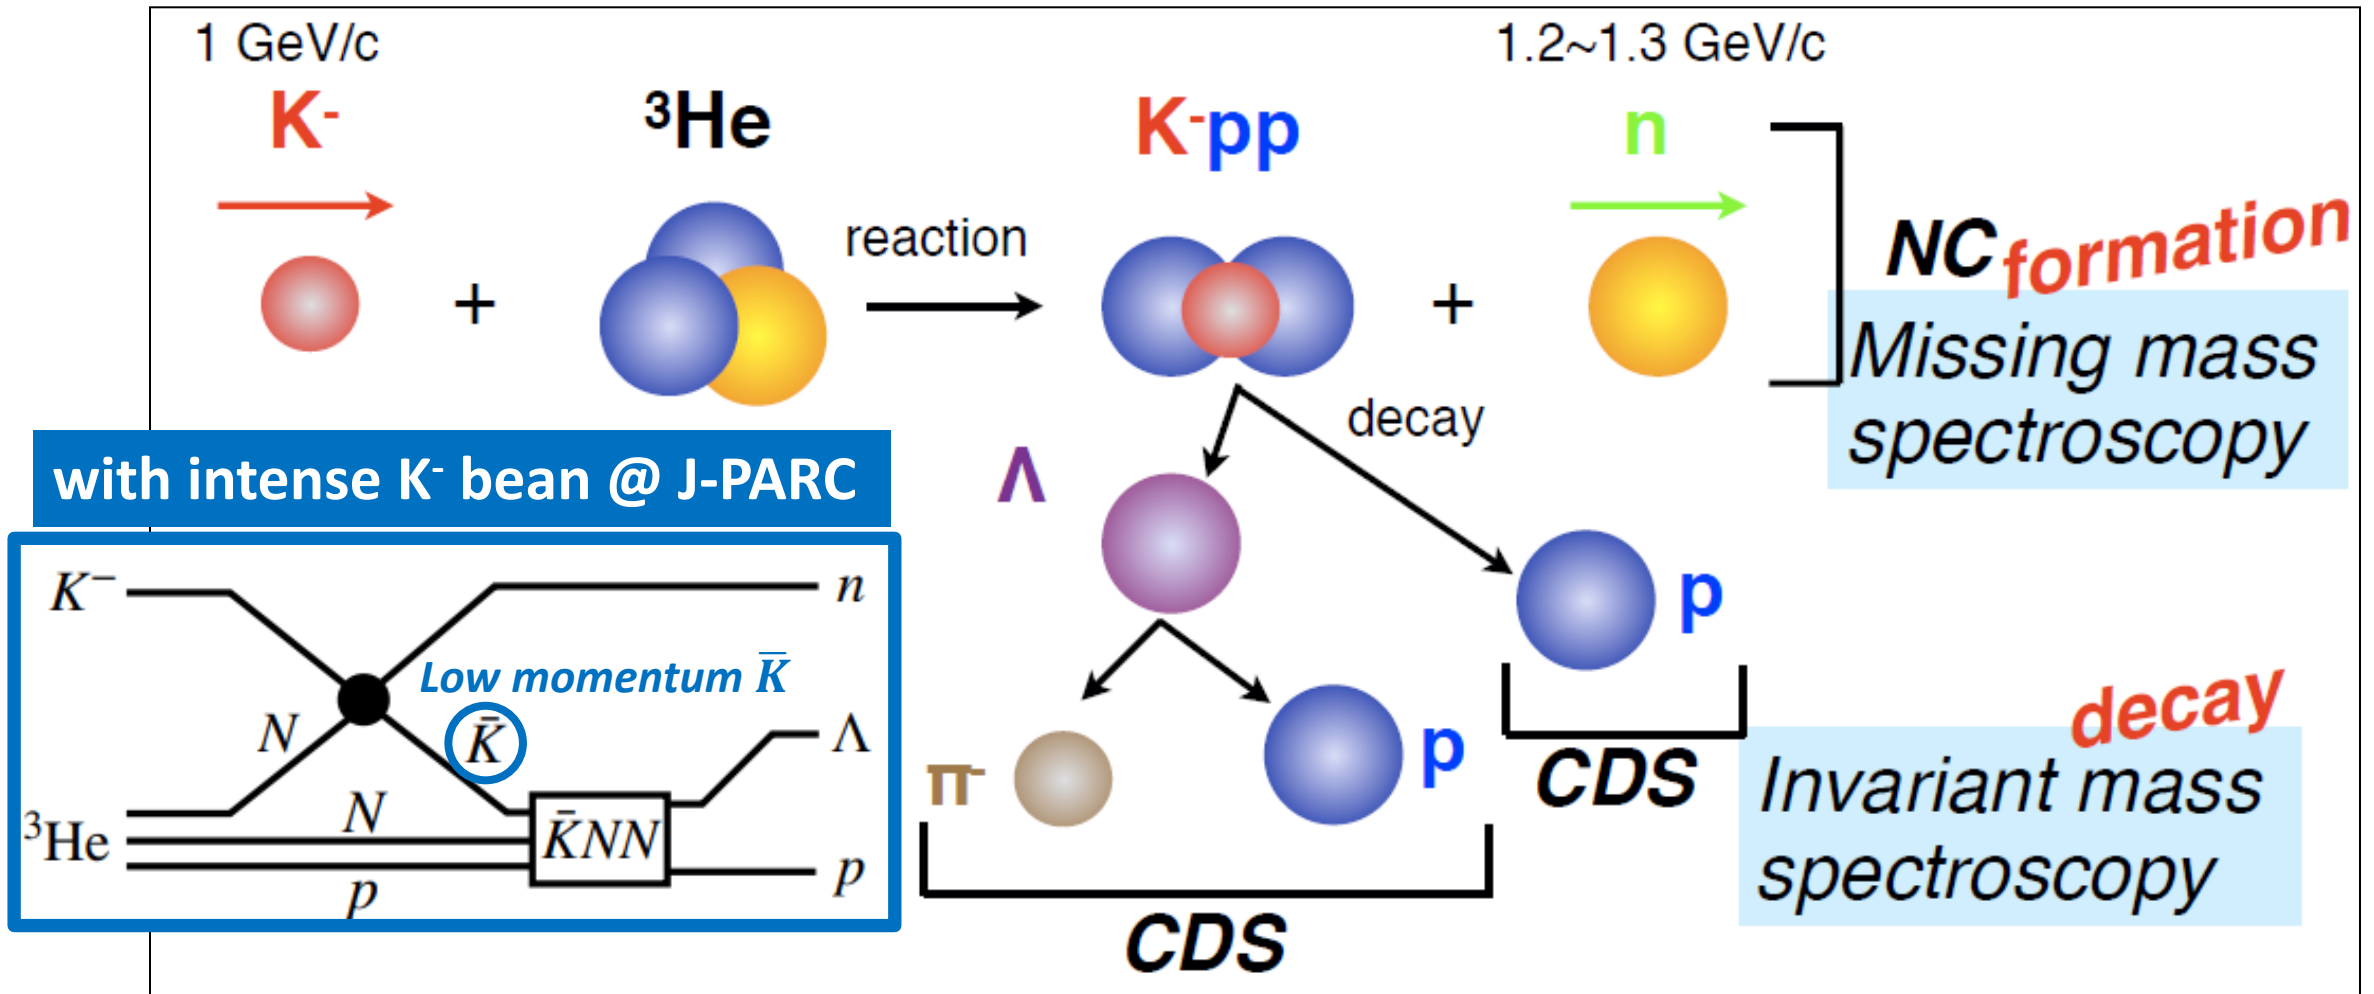 1 GeV/c
1.2~1.3 GeV/c
K-
³He
K-pp
n
reaction
+
+
NC formation
Missing mass
spectroscopy
decay
with intense K- bean @ J-PARC
Λ
p
π-
p
CDS
CDS
decay
Invariant mass
spectroscopy
K−
n
Low momentum K̄
N
K̄
Λ
³He
N
K̄NN
p
p